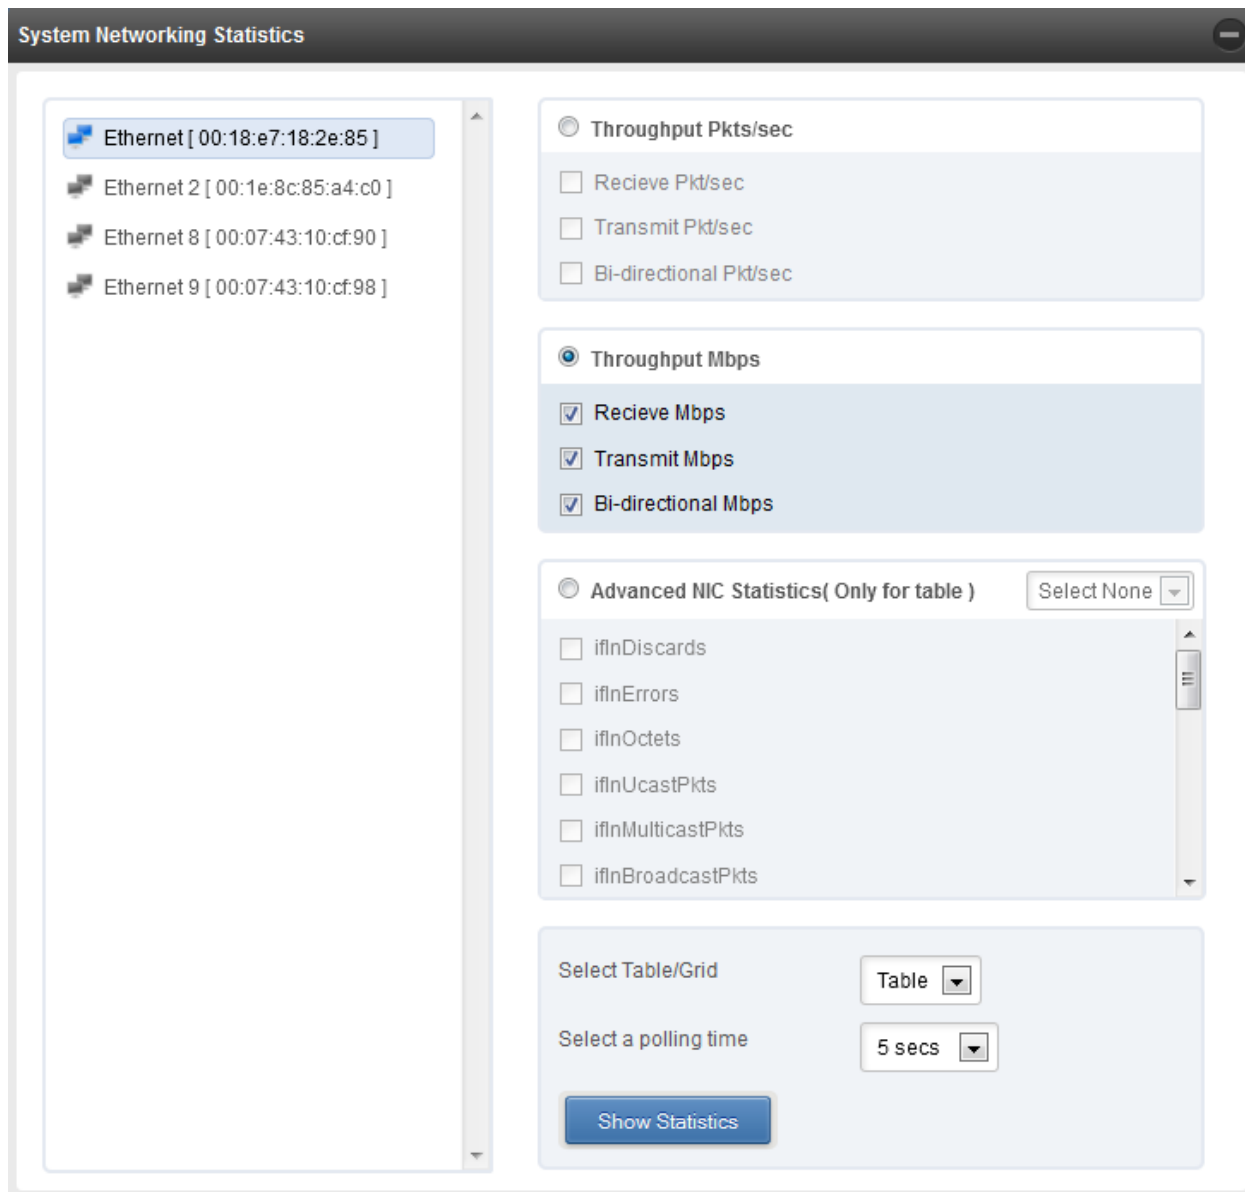 System Networking Statistics
Ethernet [ 00:18:e7:18:2e:85 ]
Ethernet 2 [ 00:1e:8c:85:a4:c0 ]
Ethernet 8 [ 00:07:43:10:cf:90 ]
Ethernet 9 [ 00:07:43:10:cf:98 ]
Throughput Pkts/sec
Recieve Pkt/sec
Transmit Pkt/sec
Bi-directional Pkt/sec
Throughput Mbps
Recieve Mbps
Transmit Mbps
Bi-directional Mbps
Advanced NIC Statistics( Only for table )
Select None
ifInDiscards
ifInErrors
ifInOctets
ifInUcastPkts
ifInMulticastPkts
ifInBroadcastPkts
Select Table/Grid
Table
Select a polling time
5 secs
Show Statistics